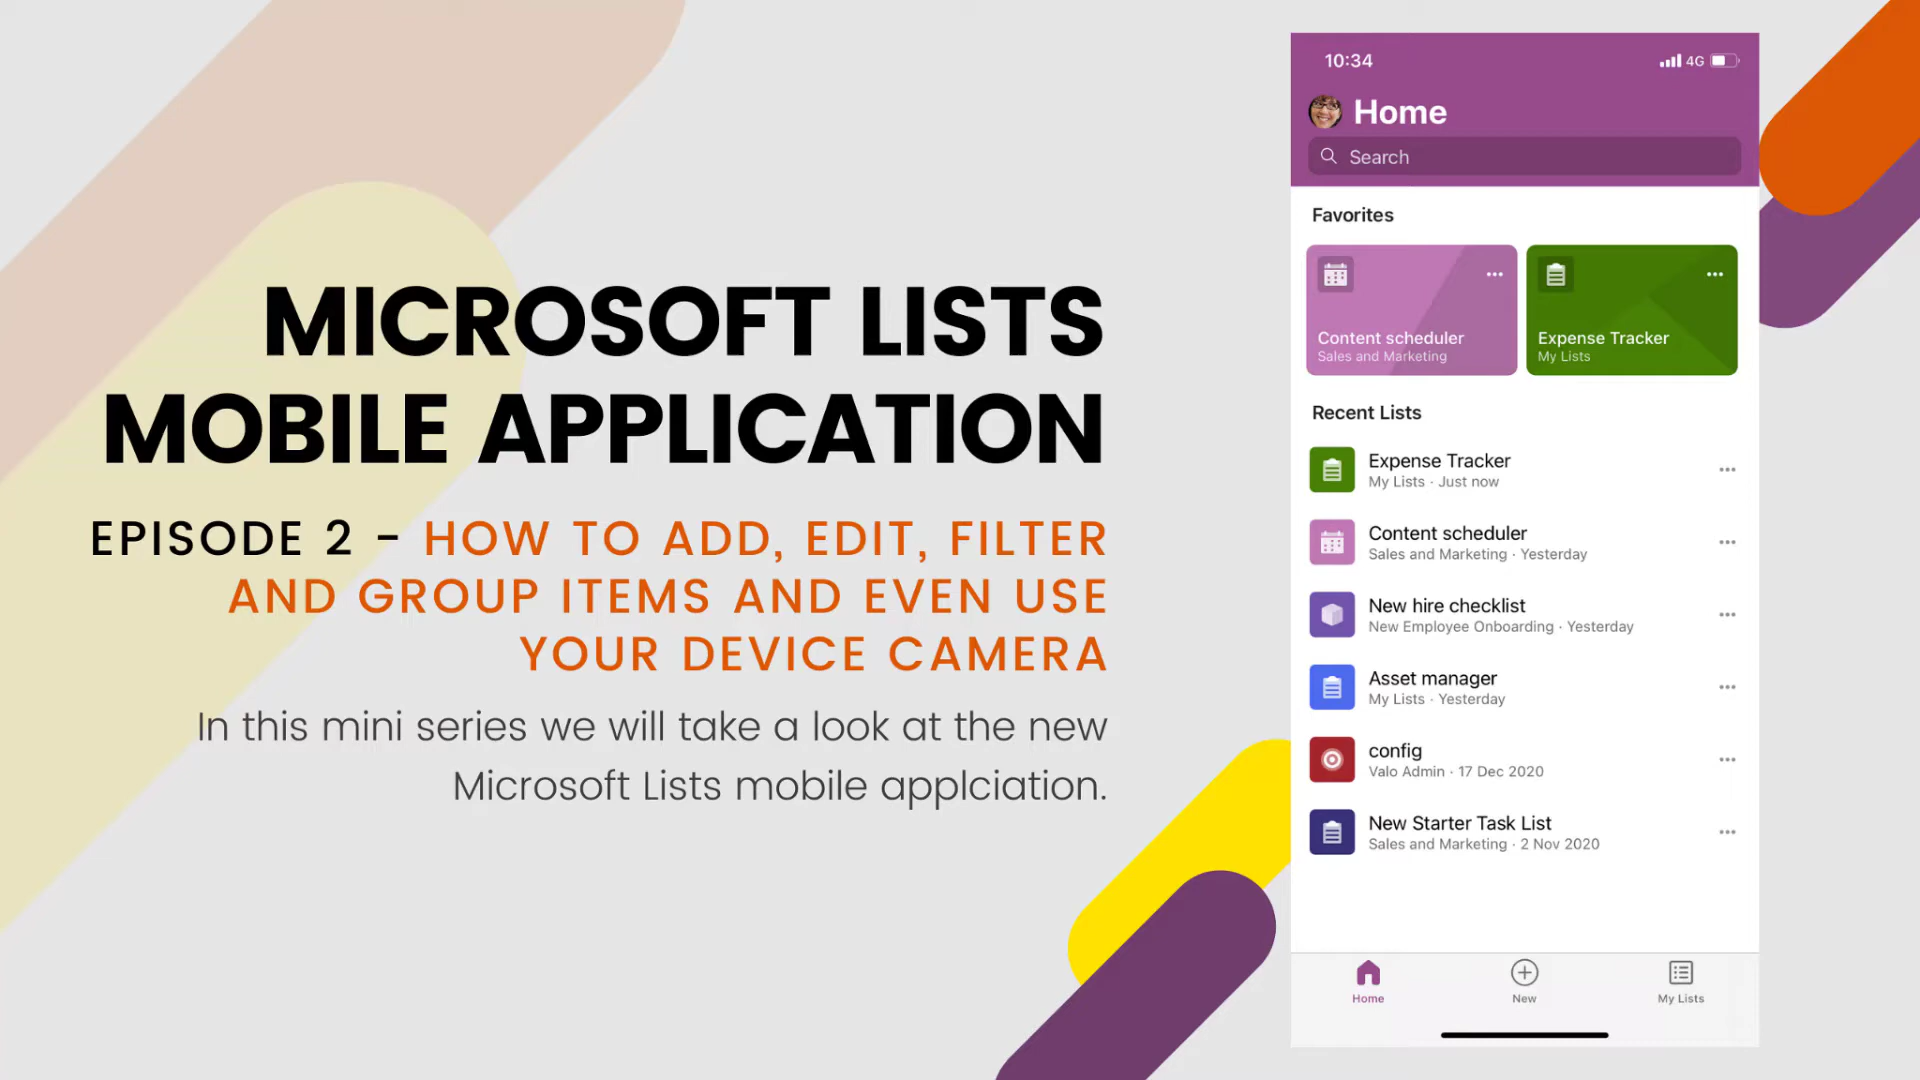 MICROSOFT LISTS
MOBILE APPLICATION
EPISODE 2 - HOW TO ADD, EDIT, FILTER
AND GROUP ITEMS AND EVEN USE
YOUR DEVICE CAMERA
In this mini series we will take a look at the new
Microsoft Lists mobile applciation.
10:34
4G
Home
Search
Favorites
Content scheduler
Sales and Marketing
Expense Tracker
My Lists
Recent Lists
Expense Tracker
My Lists · Just now
Content scheduler
Sales and Marketing · Yesterday
New hire checklist
New Employee Onboarding · Yesterday
Asset manager
My Lists · Yesterday
config
Valo Admin · 17 Dec 2020
New Starter Task List
Sales and Marketing · 2 Nov 2020
Home
New
My Lists